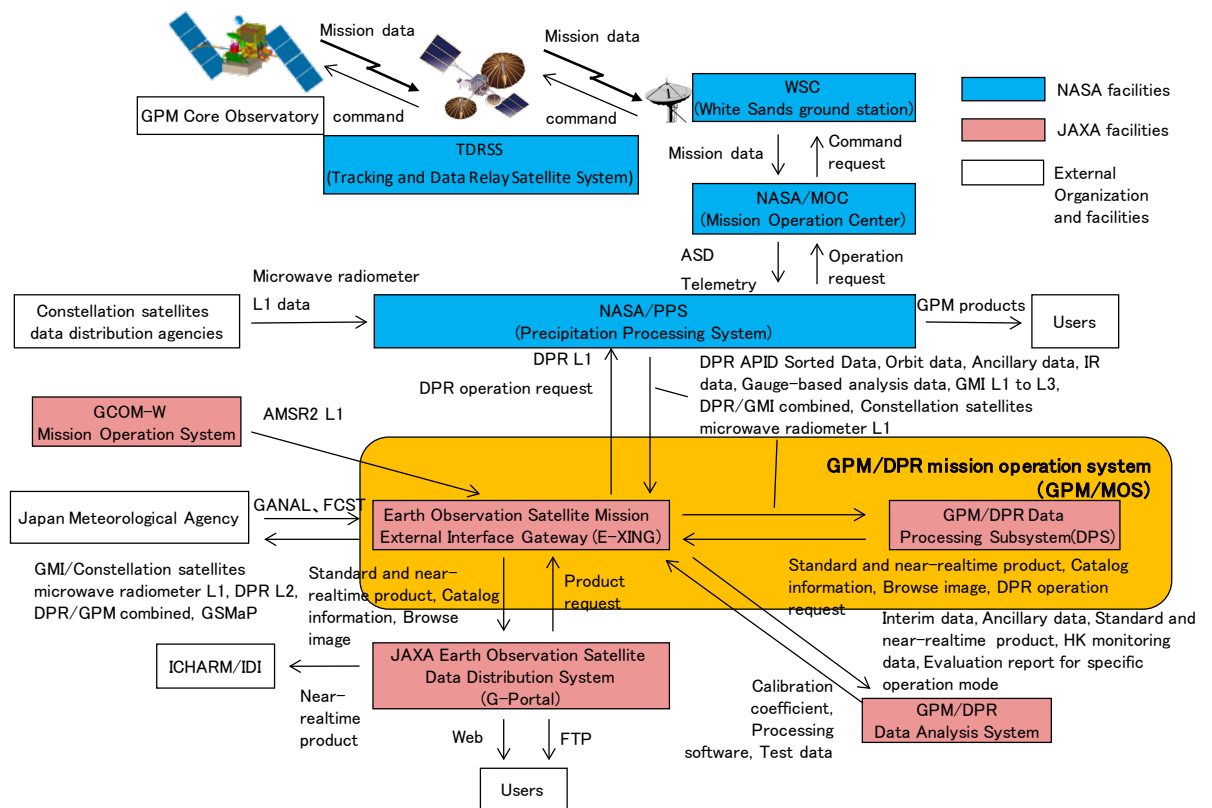 Mission data
Mission data
GPM Core Observatory
command
command
WSC
(White Sands ground station)
NASA facilities
JAXA facilities
External
Organization
and facilities
TDRSS
(Tracking and Data Relay Satellite System)
Mission data
Command
request
NASA/MOC
(Mission Operation Center)
ASD
Telemetry
Operation
request
Microwave radiometer
L1 data
Constellation satellites
data distribution agencies
NASA/PPS
(Precipitation Processing System)
GPM products
Users
DPR L1
DPR operation request
DPR APID Sorted Data, Orbit data, Ancillary data, IR
data, Gauge-based analysis data, GMI L1 to L3,
DPR/GMI combined, Constellation satellites
microwave radiometer L1
GCOM-W
Mission Operation System
AMSR2 L1
GPM/DPR mission operation system
(GPM/MOS)
Japan Meteorological Agency
GANAL、FCST
Earth Observation Satellite Mission
External Interface Gateway (E-XING)
GPM/DPR Data
Processing Subsystem(DPS)
GMI/Constellation satellites
microwave radiometer L1, DPR L2,
DPR/GPM combined, GSMaP
Standard and near-
realtime product, Catalog
information, Browse
image
Product
request
Standard and near-realtime product, Catalog
information, Browse image, DPR operation
request
Interim data, Ancillary data, Standard and
near-realtime product, HK monitoring
data, Evaluation report for specific
operation mode
ICHARM/IDI
JAXA Earth Observation Satellite
Data Distribution System
(G-Portal)
Near-
realtime
product
Calibration
coefficient,
Processing
software, Test data
GPM/DPR
Data Analysis System
Web
FTP
Users